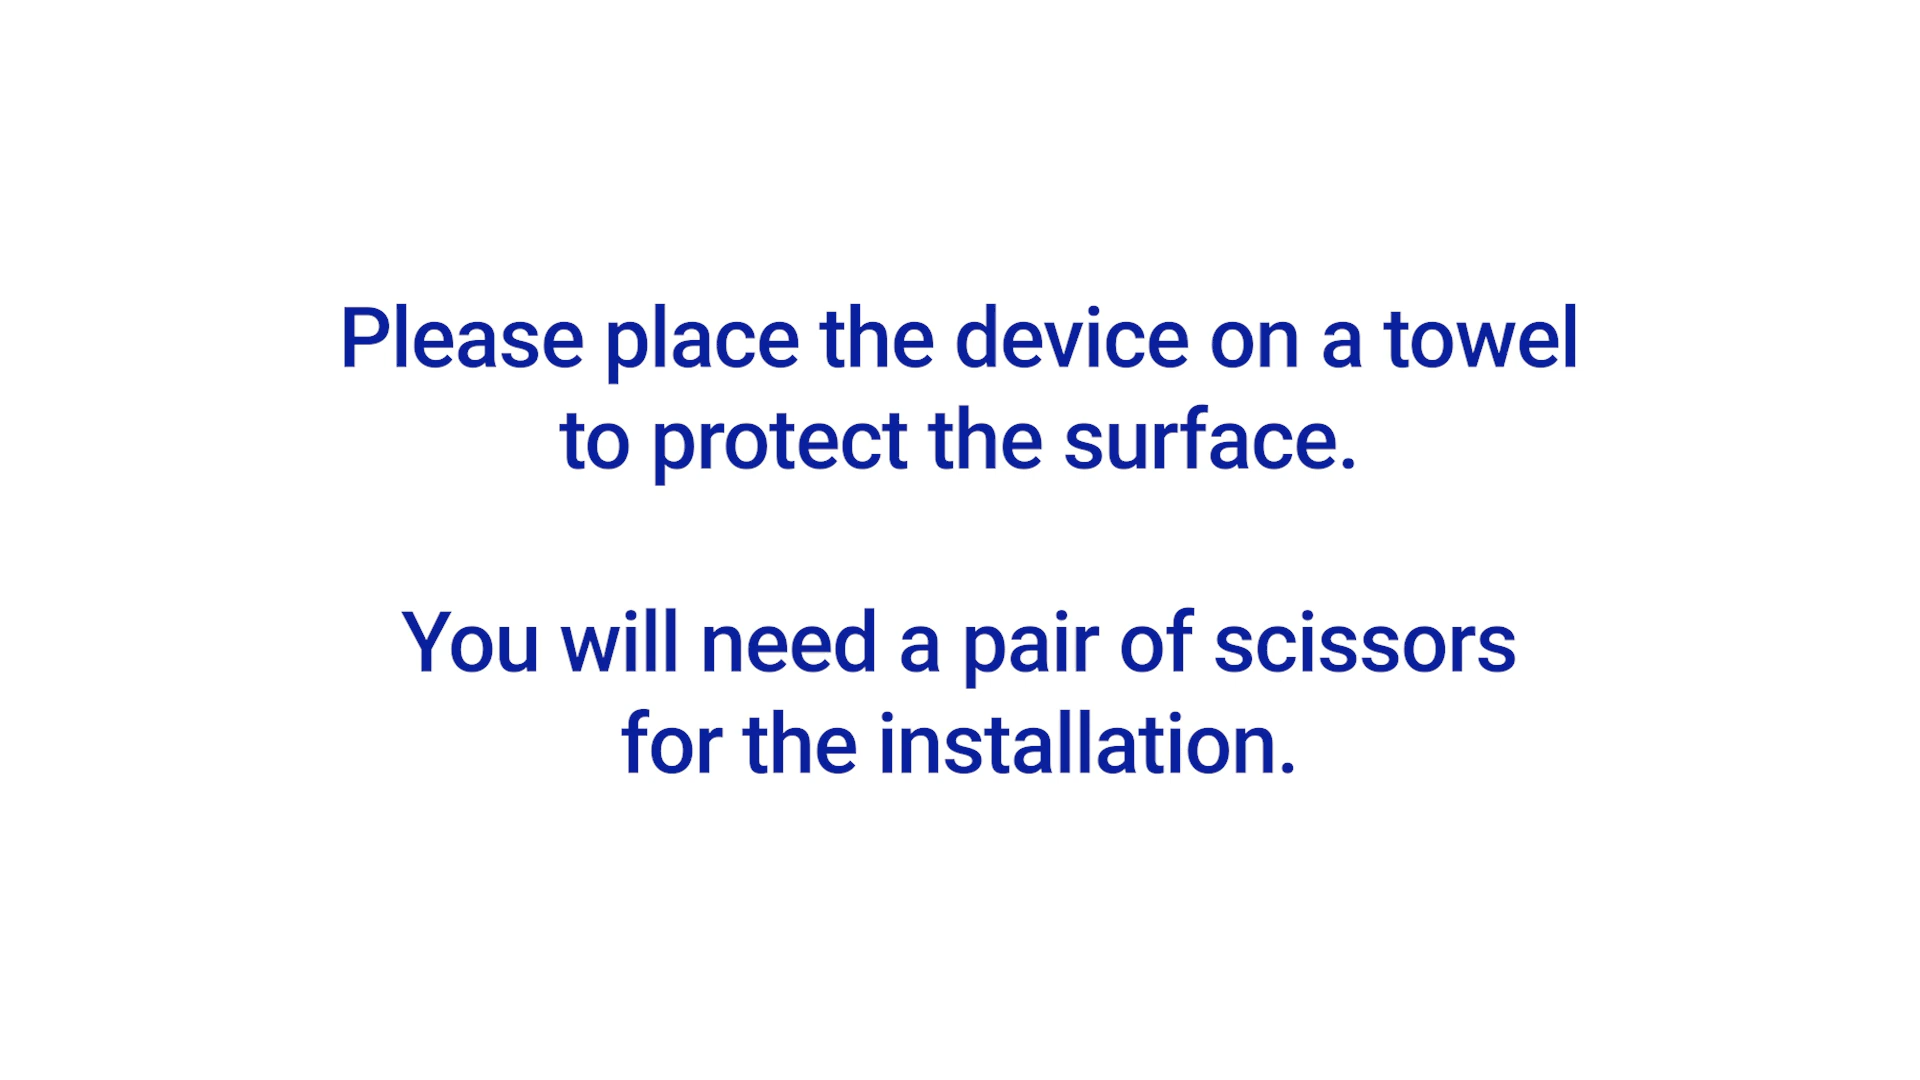 Please place the device on a towel
to protect the surface.
You will need a pair of scissors
for the installation.